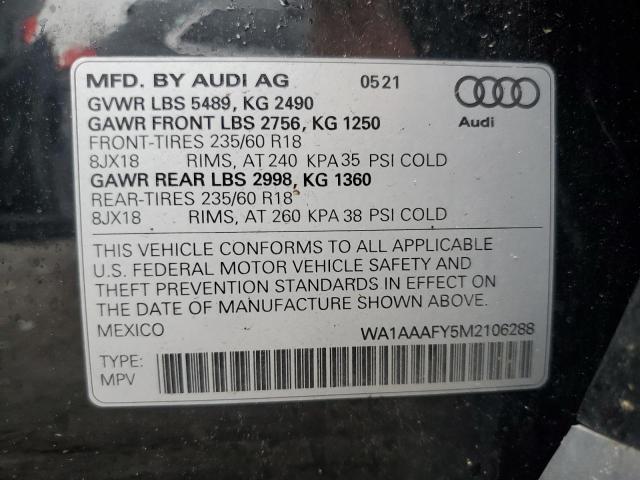 MFD. BY AUDI AG 0521
GVWR LBS 5489, KG 2490
GAWR FRONT LBS 2756, KG 1250
Audi
FRONT-TIRES 235/60 R18
8JX18 RIMS, AT 240 KPA 35 PSI COLD
GAWR REAR LBS 2998, KG 1360
REAR-TIRES 235/60 R18
8JX18 RIMS, AT 260 KPA 38 PSI COLD
THIS VEHICLE CONFORMS TO ALL APPLICABLE
U.S. FEDERAL MOTOR VEHICLE SAFETY AND
THEFT PREVENTION STANDARDS IN EFFECT ON
THE DATE OF MANUFACTURE SHOWN ABOVE.
MEXICO WA1AAAFY5M2106288
TYPE:
MPV